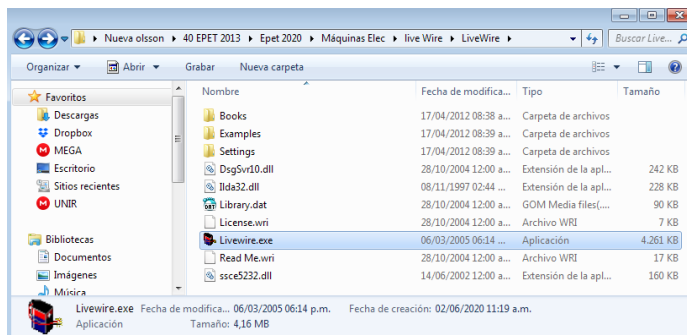 Nueva olsson ▸ 40 EPET 2013 ▸ Epet 2020 ▸ Máquinas Elec ▸ live Wire ▸ LiveWire ▸ Buscar Live...
Organizar Abrir Grabar Nueva carpeta
Favoritos
Descargas
Dropbox
MEGA
Escritorio
Sitios recientes
UNIR
Bibliotecas
Documentos
Imágenes
Música
Nombre Fecha de modifica... Tipo Tamaño
Books 17/04/2012 08:38 a... Carpeta de archivos
Examples 17/04/2012 08:39 a... Carpeta de archivos
Settings 17/04/2012 08:39 a... Carpeta de archivos
DsgSvr10.dll 28/10/2004 12:00 a... Extensión de la apl... 242 KB
Ilda32.dll 08/11/1997 02:44 ... Extensión de la apl... 228 KB
Library.dat 28/10/2004 12:00 a... GOM Media files(.... 90 KB
License.wri 28/10/2004 12:00 a... Archivo WRI 7 KB
Livewire.exe 06/03/2005 06:14 ... Aplicación 4.261 KB
Read Me.wri 28/10/2004 12:00 a... Archivo WRI 17 KB
ssce5232.dll 14/06/2002 12:00 a... Extensión de la apl... 160 KB
Livewire.exe Fecha de modifica... 06/03/2005 06:14 p.m. Fecha de creación: 02/06/2020 11:19 a.m.
Aplicación Tamaño: 4,16 MB